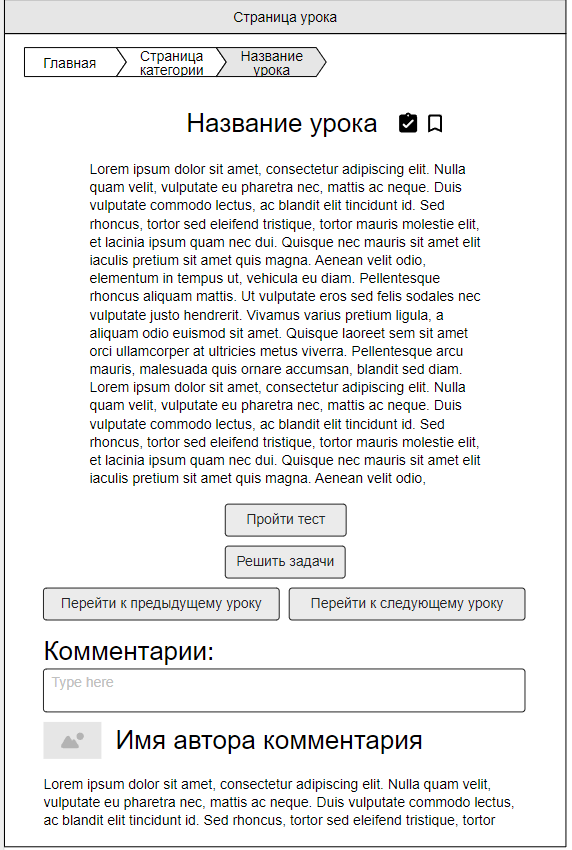 Страница урока
Главная
Страница
категории
Название
урока
Название урока
Lorem ipsum dolor sit amet, consectetur adipiscing elit. Nulla
quam velit, vulputate eu pharetra nec, mattis ac neque. Duis
vulputate commodo lectus, ac blandit elit tincidunt id. Sed
rhoncus, tortor sed eleifend tristique, tortor mauris molestie elit,
et lacinia ipsum quam nec dui. Quisque nec mauris sit amet elit
iaculis pretium sit amet quis magna. Aenean velit odio,
elementum in tempus ut, vehicula eu diam. Pellentesque
rhoncus aliquam mattis. Ut vulputate eros sed felis sodales nec
vulputate justo hendrerit. Vivamus varius pretium ligula, a
aliquam odio euismod sit amet. Quisque laoreet sem sit amet
orci ullamcorper at ultricies metus viverra. Pellentesque arcu
mauris, malesuada quis ornare accumsan, blandit sed diam.
Lorem ipsum dolor sit amet, consectetur adipiscing elit. Nulla
quam velit, vulputate eu pharetra nec, mattis ac neque. Duis
vulputate commodo lectus, ac blandit elit tincidunt id. Sed
rhoncus, tortor sed eleifend tristique, tortor mauris molestie elit,
et lacinia ipsum quam nec dui. Quisque nec mauris sit amet elit
iaculis pretium sit amet quis magna. Aenean velit odio,
Пройти тест
Решить задачи
Перейти к предыдущему уроку
Перейти к следующему уроку
Комментарии:
Type here
Имя автора комментария
Lorem ipsum dolor sit amet, consectetur adipiscing elit. Nulla quam velit,
vulputate eu pharetra nec, mattis ac neque. Duis vulputate commodo lectus,
ac blandit elit tincidunt id. Sed rhoncus, tortor sed eleifend tristique, tortor